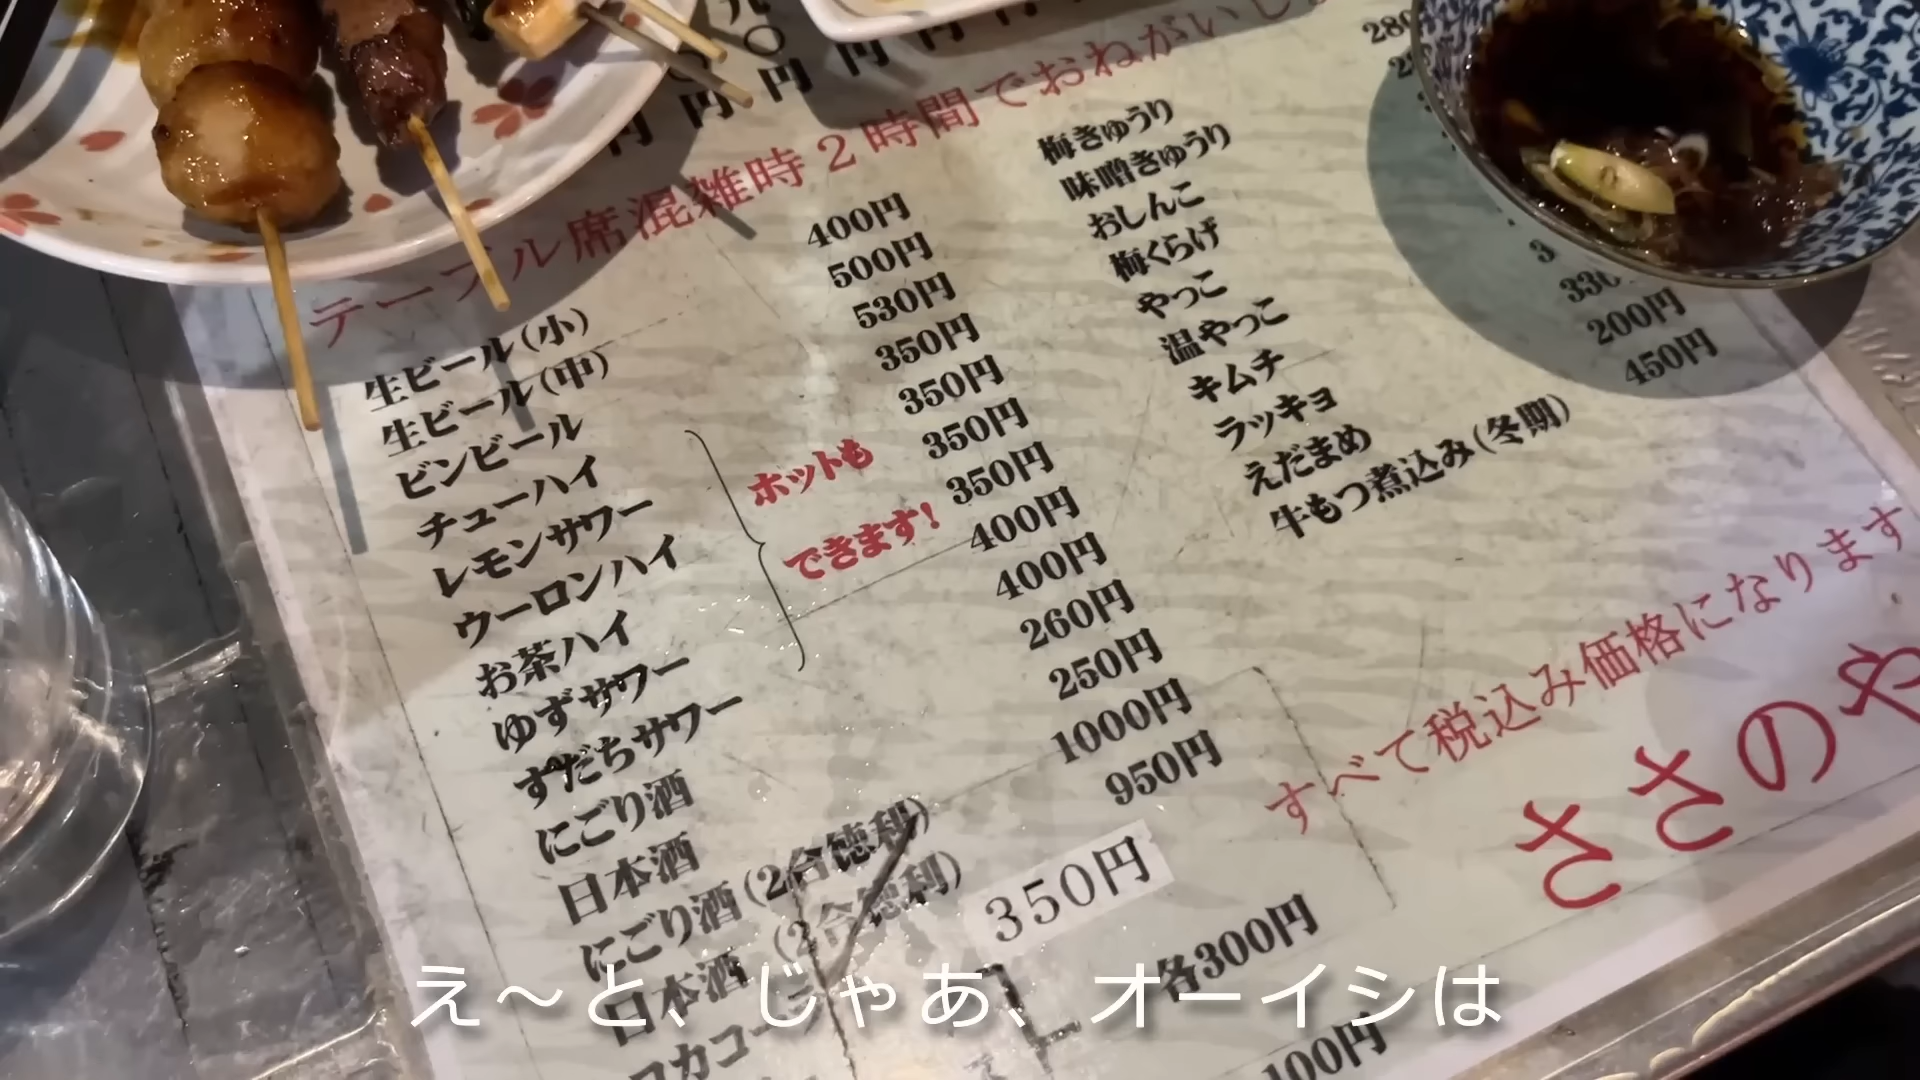 円 円 円 円
テーブル席混雑時2時間でおねがいし
生ビール(小) 400円
生ビール(中) 500円
ビンビール 530円
チューハイ 350円
レモンサワー 350円
ウーロンハイ 350円
お茶ハイ 350円
ゆずサワー 400円
すだちサワー 400円
にごり酒 260円
日本酒 250円
にごり酒(2合徳利) 1000円
日本酒(2合徳利) 950円
ホットも
できます!
350円
各300円
100円
梅きゅうり 280
味噌きゅうり
おしんこ
梅くらげ
やっこ
温やっこ
キムチ
ラッキョ 330
えだまめ 200円
牛もつ煮込み(冬期) 450円
すべて税込み価格になります
ささのや
え〜と、じゃあ、オーイシは